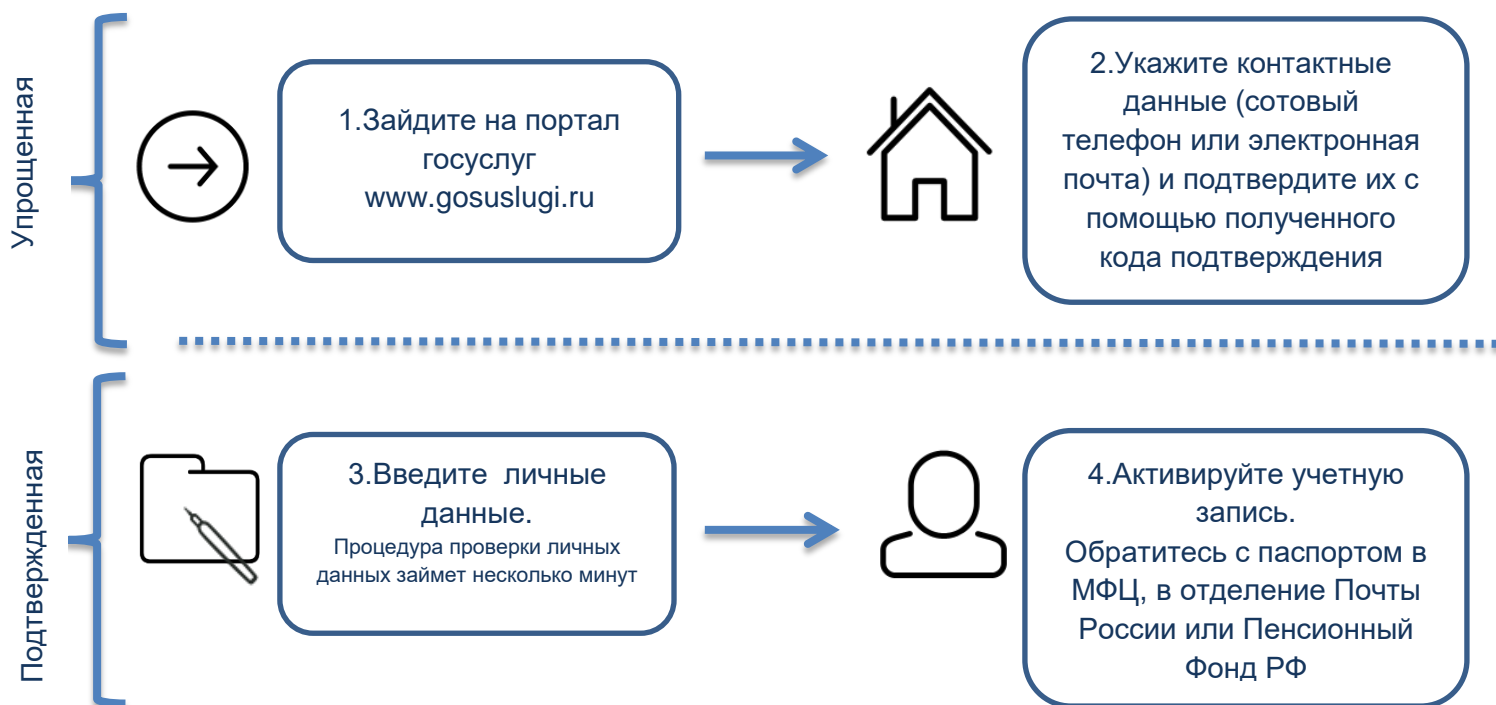 Упрощенная
1.Зайдите на портал
госуслуг
www.gosuslugi.ru
2.Укажите контактные
данные (сотовый
телефон или электронная
почта) и подтвердите их с
помощью полученного
кода подтверждения
Подтвержденная
3.Введите личные
данные.
Процедура проверки личных
данных займет несколько минут
4.Активируйте учетную
запись.
Обратитесь с паспортом в
МФЦ, в отделение Почты
России или Пенсионный
Фонд РФ